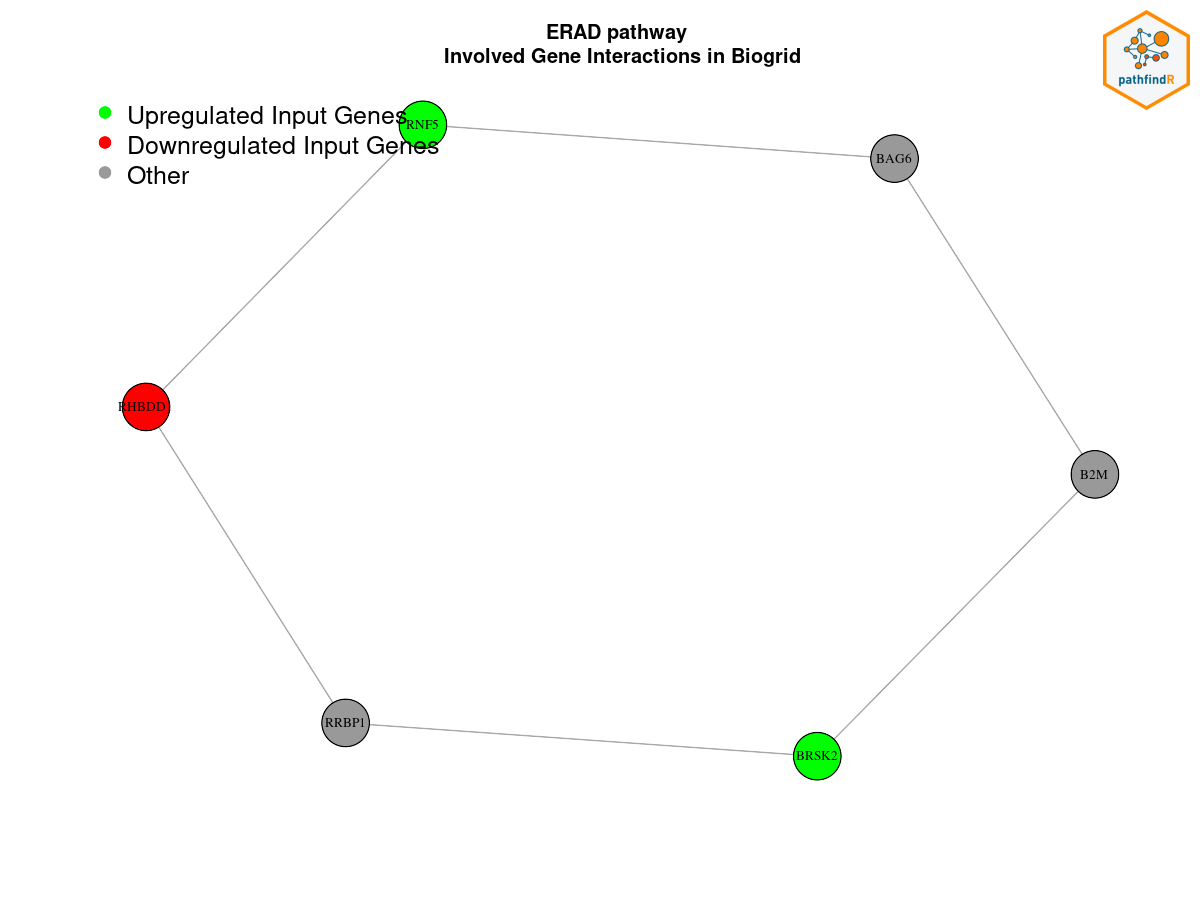 ERAD pathway
Involved Gene Interactions in Biogrid
pathfindR
Upregulated Input Genes
Downregulated Input Genes
Other
RNF5
BAG6
RHBDD
B2M
RRBP1
BRSK2